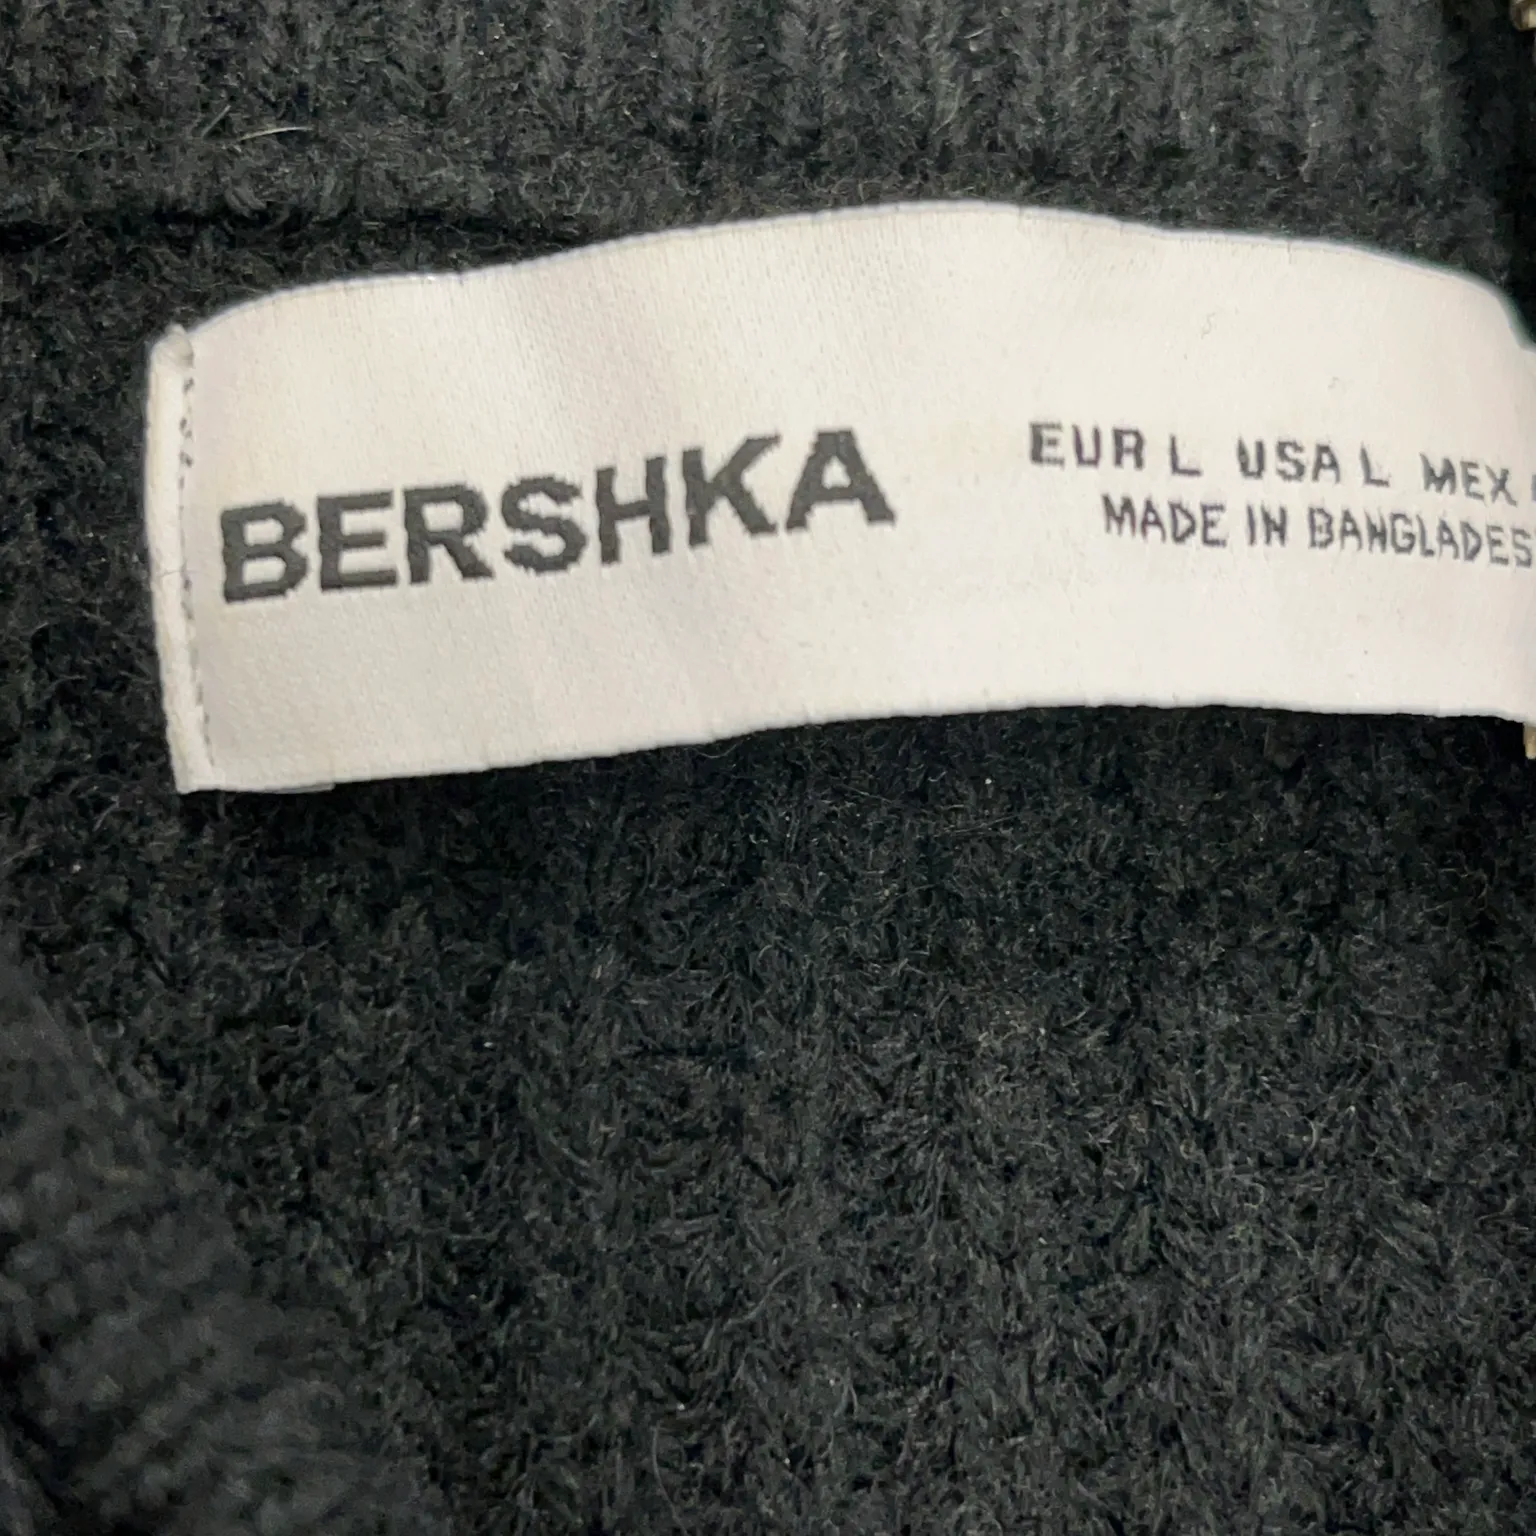 BERSHKA
EUR L USA L MEX
MADE IN BANGLADES